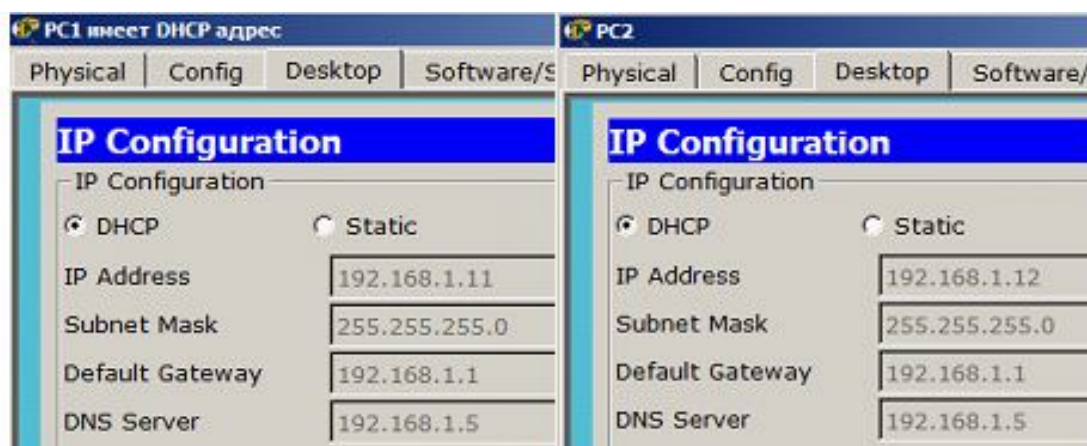 PC1 имеет DHCP адрес
Physical Config Desktop Software/S
IP Configuration
IP Configuration
DHCP Static
IP Address 192.168.1.11
Subnet Mask 255.255.255.0
Default Gateway 192.168.1.1
DNS Server 192.168.1.5
PC2
Physical Config Desktop Software/
IP Configuration
IP Configuration
DHCP Static
IP Address 192.168.1.12
Subnet Mask 255.255.255.0
Default Gateway 192.168.1.1
DNS Server 192.168.1.5